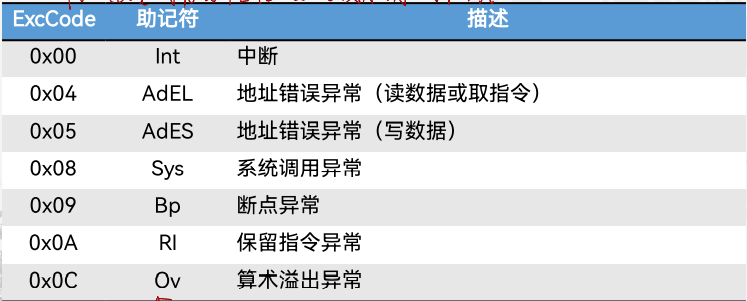 ExcCode 助记符 描述
0x00 Int 中断
0x04 AdEL 地址错误异常（读数据或取指令）
0x05 AdES 地址错误异常（写数据）
0x08 Sys 系统调用异常
0x09 Bp 断点异常
0x0A RI 保留指令异常
0x0C Ov 算术溢出异常